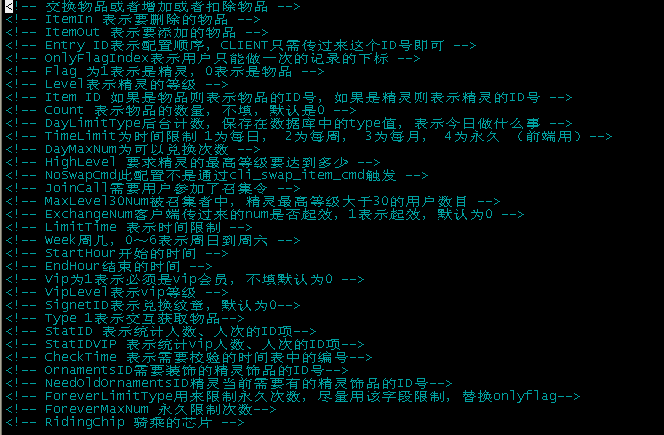 <!-- 交换物品或者增加或者扣除物品 -->
<!-- ItemIn 表示要删除的物品 -->
<!-- ItemOut 表示要添加的物品 -->
<!-- Entry ID表示配置顺序, CLIENT只需传过来这个ID号即可 -->
<!-- OnlyFlagIndex表示用户只能做一次的记录的下标 -->
<!-- Flag 为1表示是精灵, 0表示是物品 -->
<!-- Level表示精灵的等级 -->
<!-- Item ID 如果是物品则表示物品的ID号, 如果是精灵则表示精灵的ID号 -->
<!-- Count 表示物品的数量, 不填, 默认是0 -->
<!-- DayLimitType后台计数, 保存在数据库中的type值, 表示今日做什么事 -->
<!-- TimeLimit为时间限制 1为每日, 2为每周, 3为每月, 4为永久 （前端用）-->
<!-- DayMaxNum为可以兑换次数 -->
<!-- HighLevel 要求精灵的最高等级要达到多少 -->
<!-- NoSwapCmd此配置不是通过cli_swap_item_cmd触发 -->
<!-- JoinCall需要用户参加了召集令 -->
<!-- MaxLevel30Num被召集者中, 精灵最高等级大于30的用户数目 -->
<!-- ExchangeNum客户端传过来的num是否起效, 1表示起效, 默认为0 -->
<!-- LimitTime 表示时间限制 -->
<!-- Week周几, 0～6表示周日到周六 -->
<!-- StartHour开始的时间 -->
<!-- EndHour结束的时间 -->
<!-- Vip为1表示必须是vip会员, 不填默认为0 -->
<!-- VipLevel表示vip等级 -->
<!-- SignetID表示兑换纹章, 默认为0-->
<!-- Type 1表示交互获取物品-->
<!-- StatID 表示统计人数、人次的ID项-->
<!-- StatIDVIP 表示统计vip人数、人次的ID项-->
<!-- CheckTime 表示需要校验的时间表中的编号-->
<!-- OrnamentsID需要装饰的精灵饰品的ID号-->
<!-- NeedOldOrnamentsID精灵当前需要有的精灵饰品的ID号-->
<!-- ForeverLimitType用来限制永久次数, 尽量用该字段限制, 替换onlyflag-->
<!-- ForeverMaxNum 永久限制次数-->
<!-- RidingChip 骑乘的芯片 -->